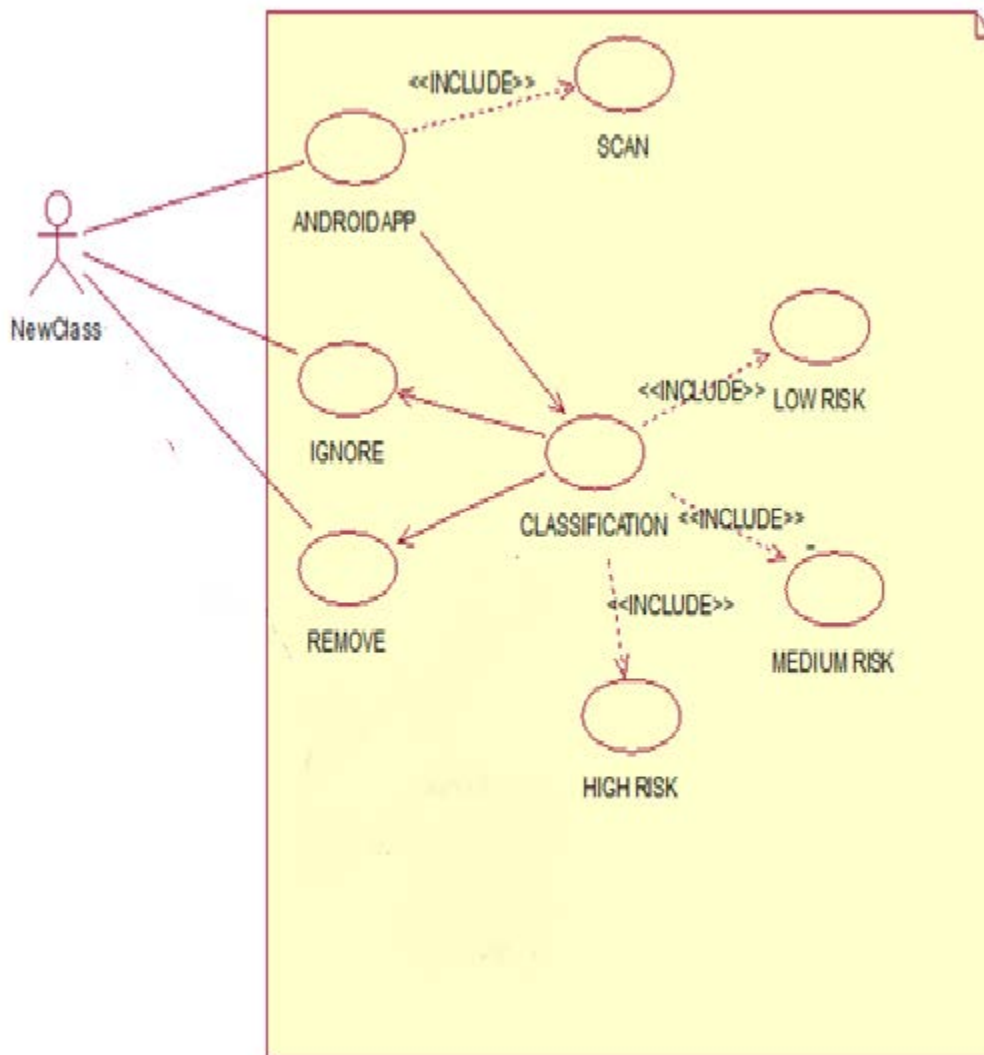 <<INCLUDE>>
SCAN
ANDROIDAPP
NewClass
<<INCLUDE>>
LOW RISK
IGNORE
CLASSIFICATION
<<INCLUDE>>
<<INCLUDE>>
REMOVE
MEDIUM RISK
HIGH RISK